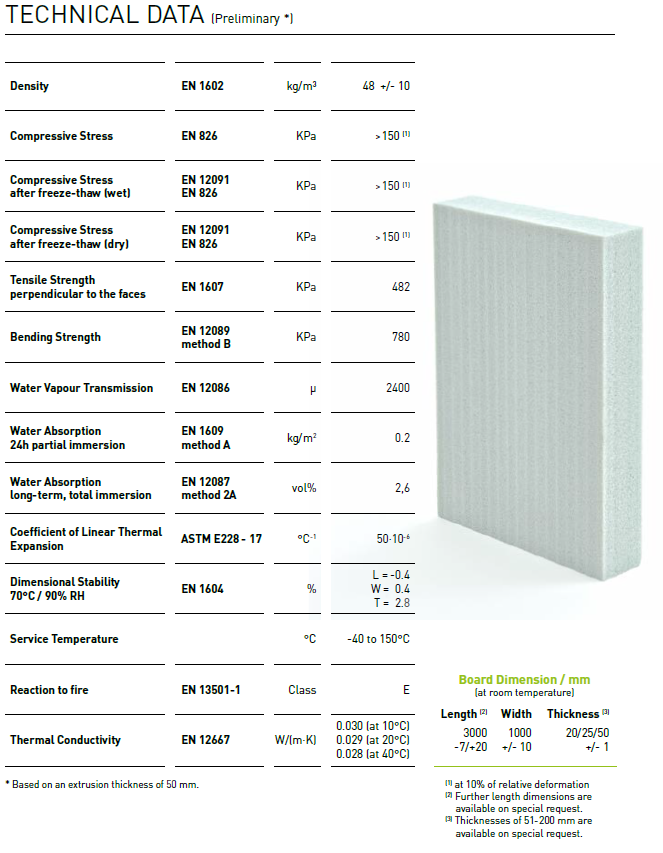 TECHNICAL DATA (Preliminary *)
Density EN 1602 kg/m³ 48 +/- 10
Compressive Stress EN 826 KPa > 150 (1)
Compressive Stress EN 12091
after freeze-thaw (wet) EN 826 KPa > 150 (1)
Compressive Stress EN 12091
after freeze-thaw (dry) EN 826 KPa > 150 (1)
Tensile Strength
perpendicular to the faces EN 1607 KPa 482
Bending Strength EN 12089
method B KPa 780
Water Vapour Transmission EN 12086 µ 2400
Water Absorption EN 1609
24h partial immersion method A kg/m² 0.2
Water Absorption EN 12087
long-term, total immersion method 2A vol% 2,6
Coefficient of Linear Thermal
Expansion ASTM E228 - 17 °C-1 50·10-6
Dimensional Stability
70°C / 90% RH EN 1604 % L = -0.4
W = 0.4
T = 2.8
Service Temperature °C -40 to 150°C
Reaction to fire EN 13501-1 Class E
Thermal Conductivity EN 12667 W/(m·K) 0.030 (at 10°C)
0.029 (at 20°C)
0.028 (at 40°C)
* Based on an extrusion thickness of 50 mm.
Board Dimension / mm
(at room temperature)
Length (2) Width Thickness (3)
3000 1000 20/25/50
-7/+20 +/- 10 +/- 1
(1) at 10% of relative deformation
(2) Further length dimensions are
available on special request.
(3) Thicknesses of 51-200 mm are
available on special request.